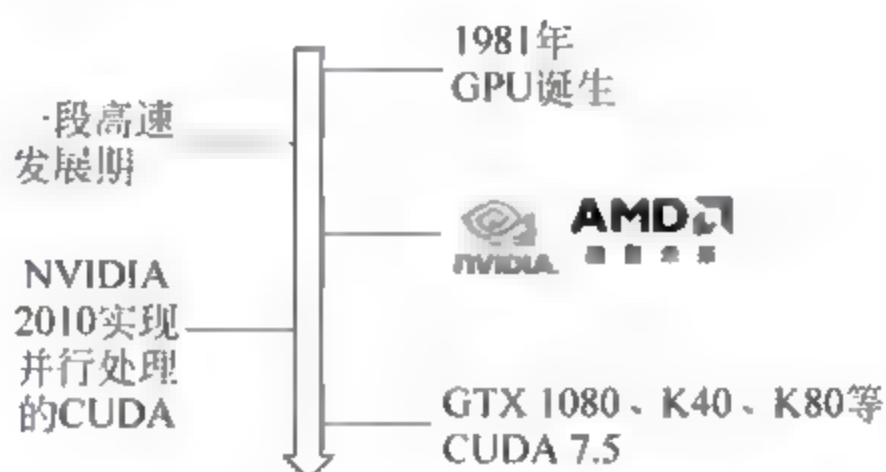 1981年
GPU诞生
一段高速
发展期
NVIDIA
AMD
NVIDIA
2010实现
并行处理
的CUDA
GTX 1080、K40、K80等
CUDA 7.5